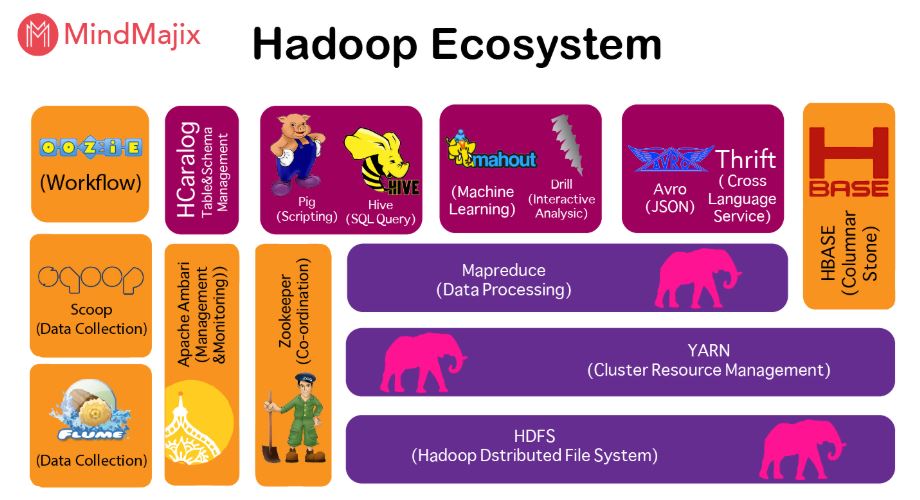 MindMajix
Hadoop Ecosystem
OOZIE
(Workflow)
HCaralog
Table&Schema
Management
Pig
(Scripting)
HIVE
Hive
(SQL Query)
mahout
(Machine
Learning)
Drill
(Interactive
Analysic)
AVRO
Avro
(JSON)
Thrift
( Cross
Language
Service)
H
BASE
HBASE
(Columnar
Stone)
sqoop
Scoop
(Data Collection)
Apache Ambari
(Management
&Monitoring))
Zookeeper
(Co-ordination)
Mapreduce
(Data Processing)
YARN
(Cluster Resource Management)
FLUME
(Data Collection)
HDFS
(Hadoop Dstributed File System)